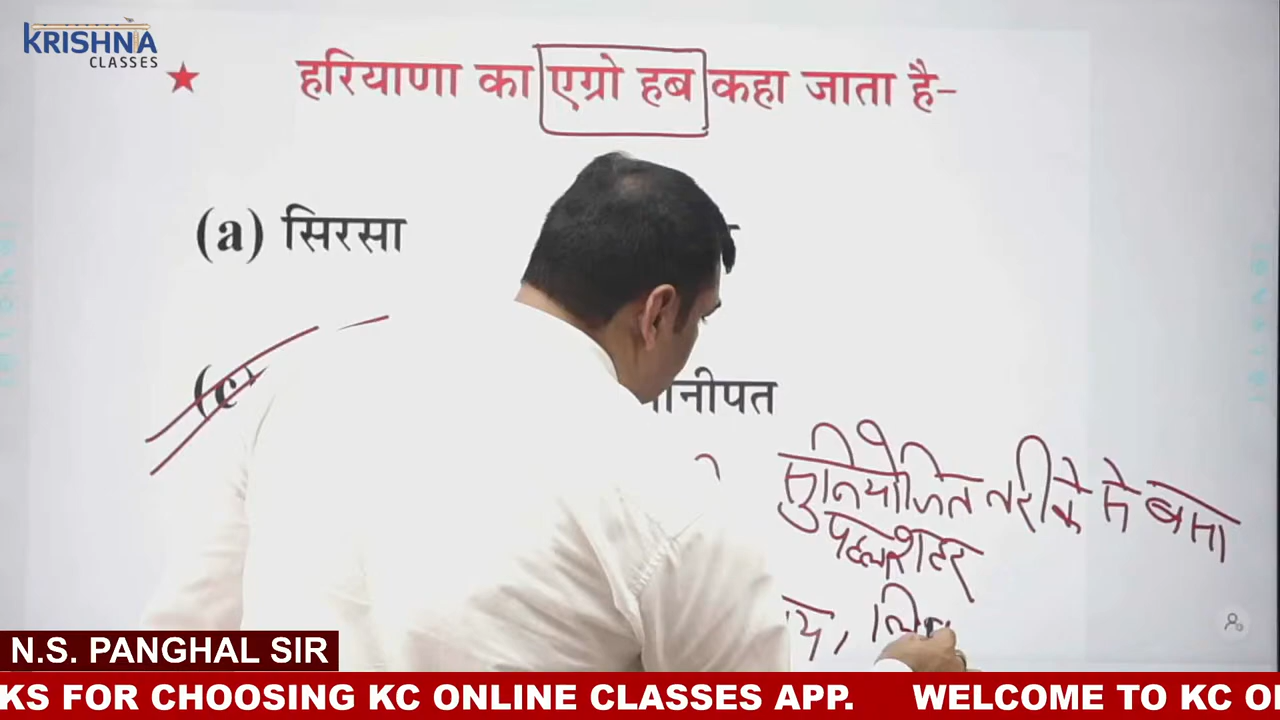 KRISHNA
CLASSES
★ हरियाणा का एग्रो हब कहा जाता है-
(a) सिरसा
(c)
पानीपत
सुनियोजित तरीके से बसा
पहला शहर
N.S. PANGHAL SIR
KS FOR CHOOSING KC ONLINE CLASSES APP. WELCOME TO KC ON